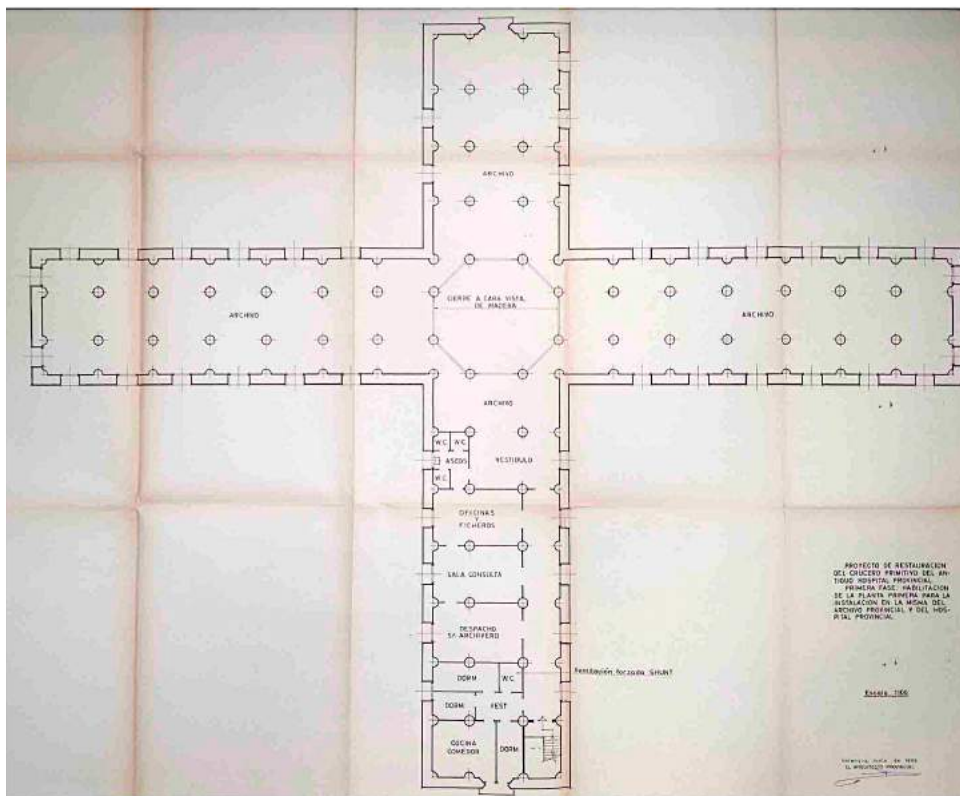 ARCHIVO
CIERRE A CARA VISTA
DE MADERA
ARCHIVO
ARCHIVO
ARCHIVO
W.C.
W.C.
ASEOS
VESTIBULO
W.C.
OFICINAS
Y
FICHEROS
SALA CONSULTA
DESPACHO
Sr. ARCHIVERO
DORM
W.C.
Ventilación forzada SHUNT
DORM
VEST
COCINA
COMEDOR
DORM.
PROYECTO DE RESTAURACION
DEL CRUCERO PRIMITIVO DEL AN-
TIGUO HOSPITAL PROVINCIAL
PRIMERA FASE: HABILITACION
DE LA PLANTA PRIMERA PARA LA
INSTALACION EN LA MISMA DEL
ARCHIVO PROVINCIAL Y DEL HOS-
PITAL PROVINCIAL
Escala
EL ARQUITECTO PROVINCIAL